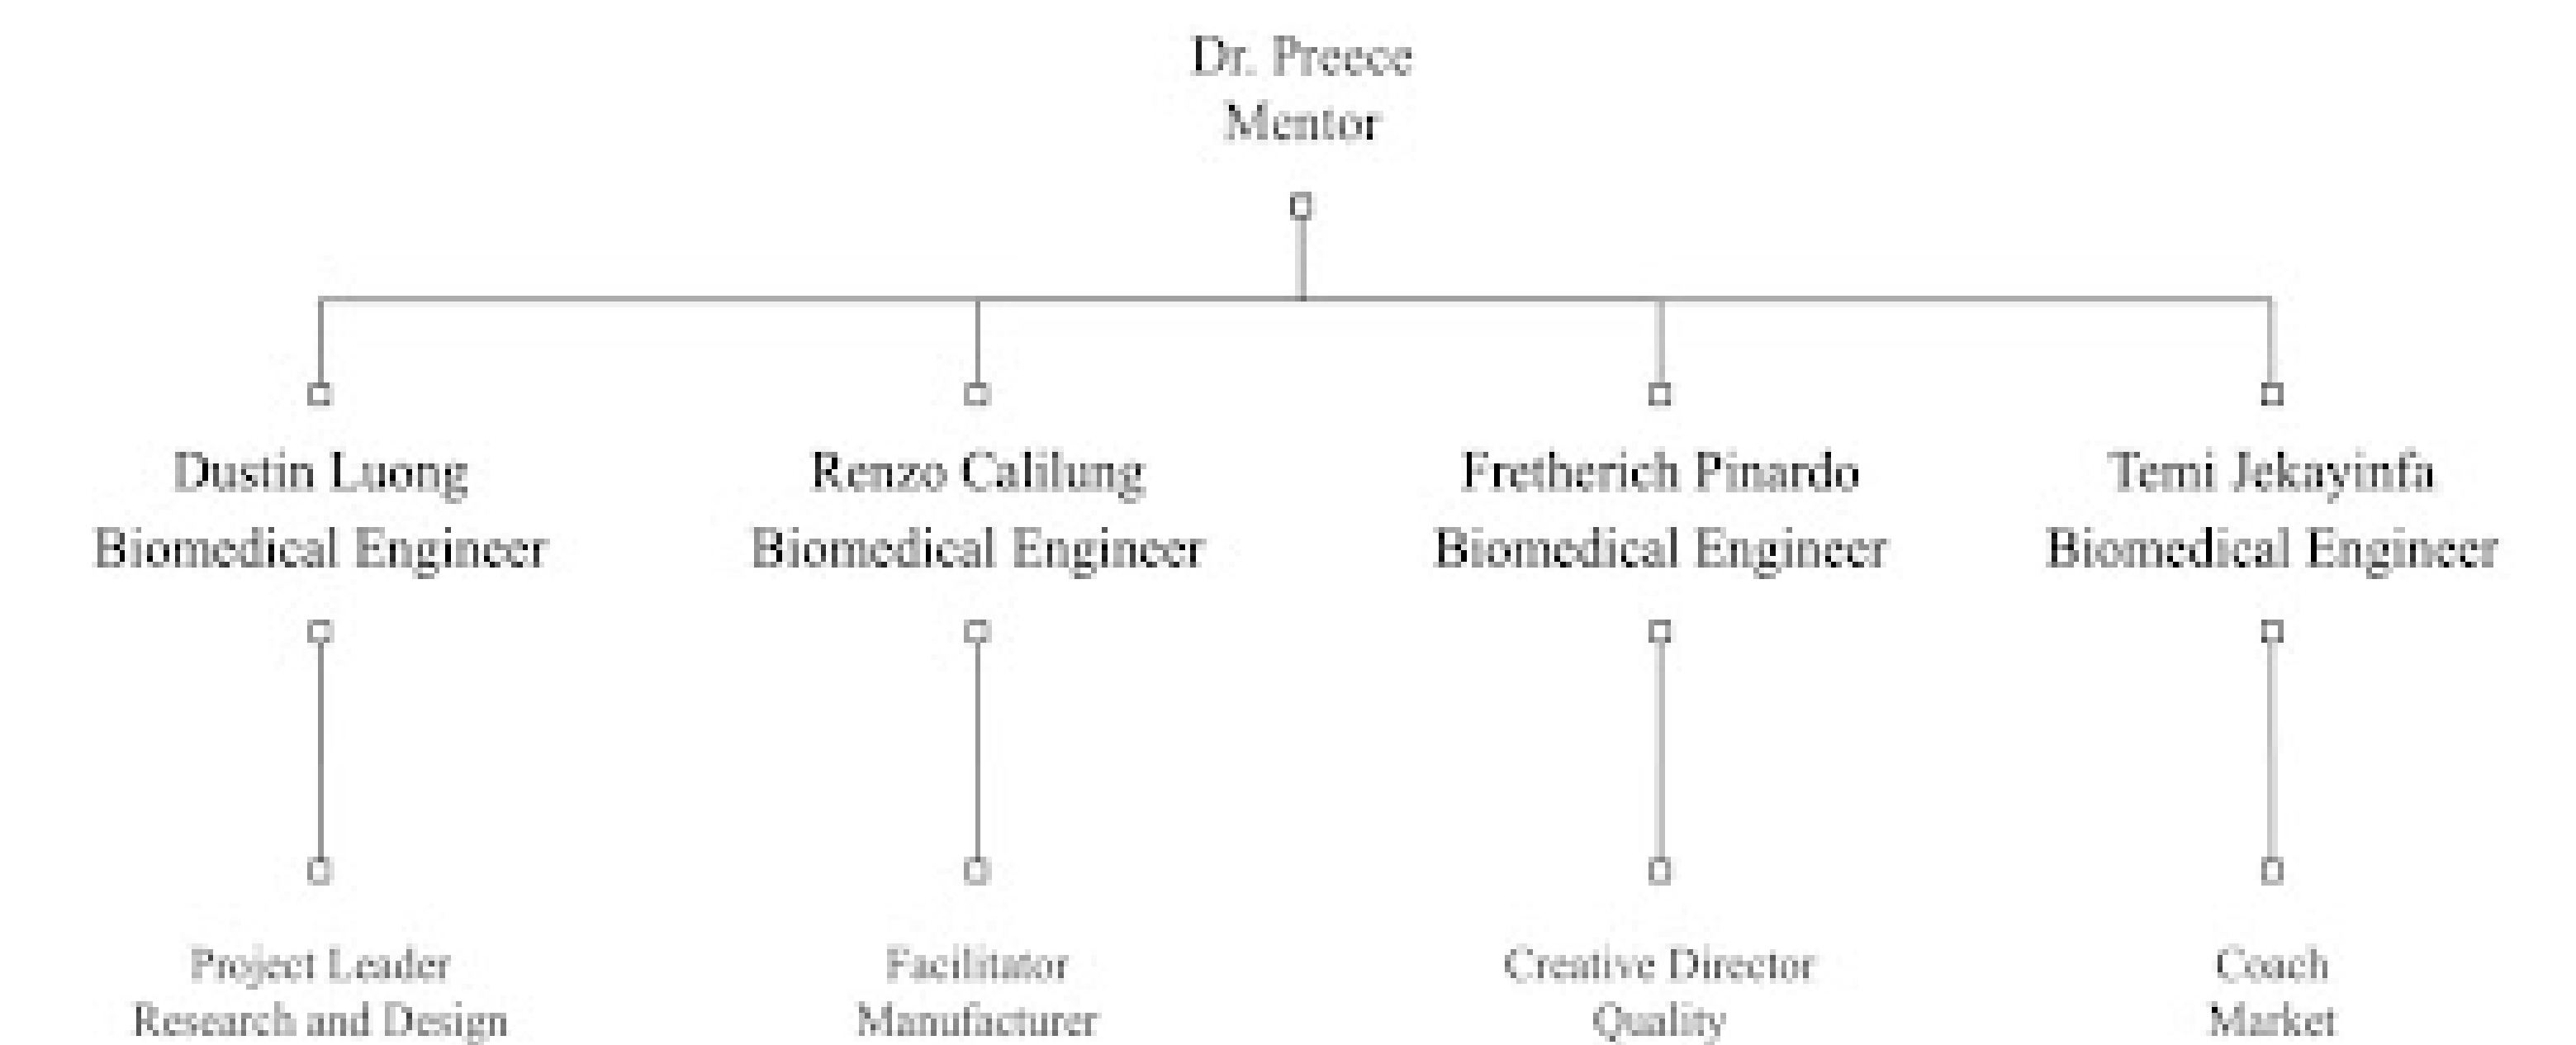 Dr. Preece
Mentor
Dustin Luong
Biomedical Engineer
Renzo Calilung
Biomedical Engineer
Fretherich Pinardo
Biomedical Engineer
Temi Jekayinfa
Biomedical Engineer
Project Leader
Research and Design
Facilitator
Manufacturer
Creative Director
Quality
Coach
Market